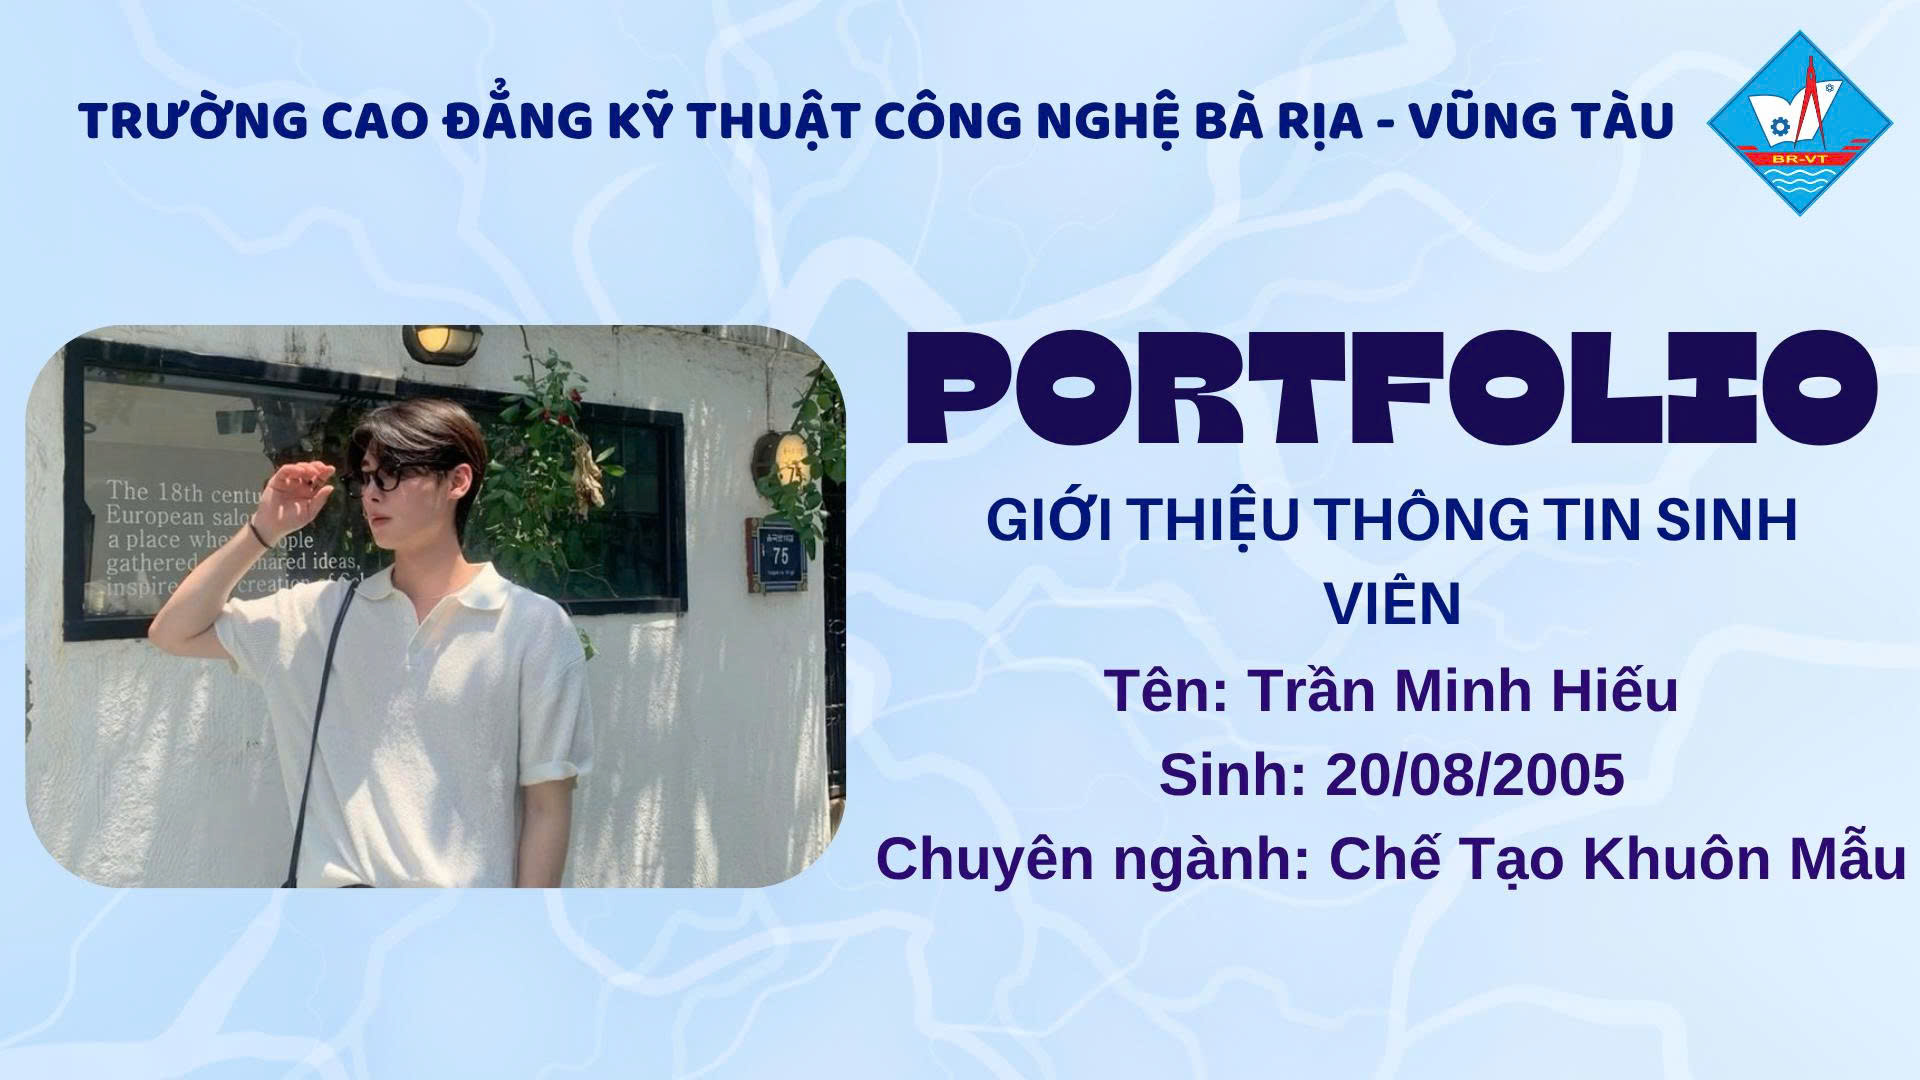 TRƯỜNG CAO ĐẲNG KỸ THUẬT CÔNG NGHỆ BÀ RỊA - VŨNG TÀU
BR-VT
PORTFOLIO
GIỚI THIỆU THÔNG TIN SINH
VIÊN
Tên: Trần Minh Hiếu
Sinh: 20/08/2005
Chuyên ngành: Chế Tạo Khuôn Mẫu
The 18th centu
European salo
a place whe ople
gathered shared ideas,
inspire creation of
75